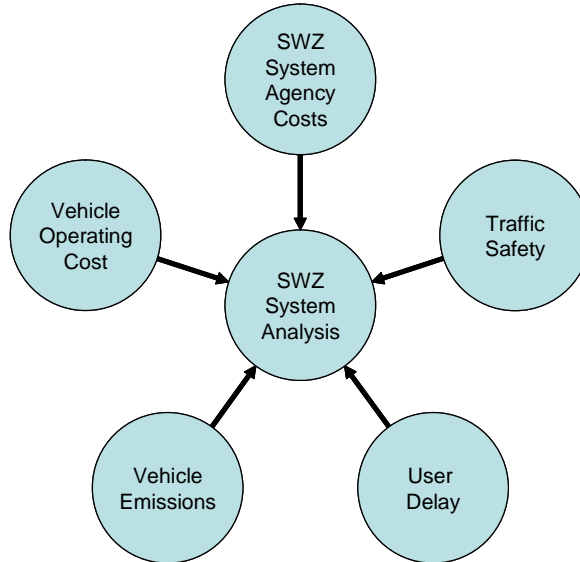 SWZ
System
Agency
Costs
Vehicle
Operating
Cost
Traffic
Safety
SWZ
System
Analysis
Vehicle
Emissions
User
Delay